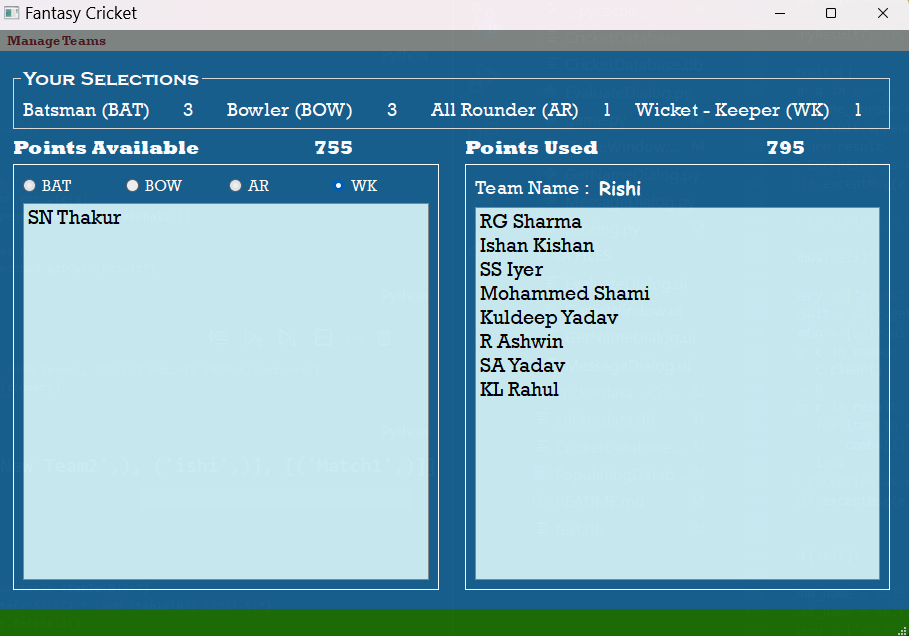 Fantasy Cricket
Manage Teams
Your Selections
Batsman (BAT) 3 Bowler (BOW) 3 All Rounder (AR) 1 Wicket - Keeper (WK) 1
Points Available 755
Points Used 795
BAT BOW AR WK
SN Thakur
Team Name : Rishi
RG Sharma
Ishan Kishan
SS Iyer
Mohammed Shami
Kuldeep Yadav
R Ashwin
SA Yadav
KL Rahul